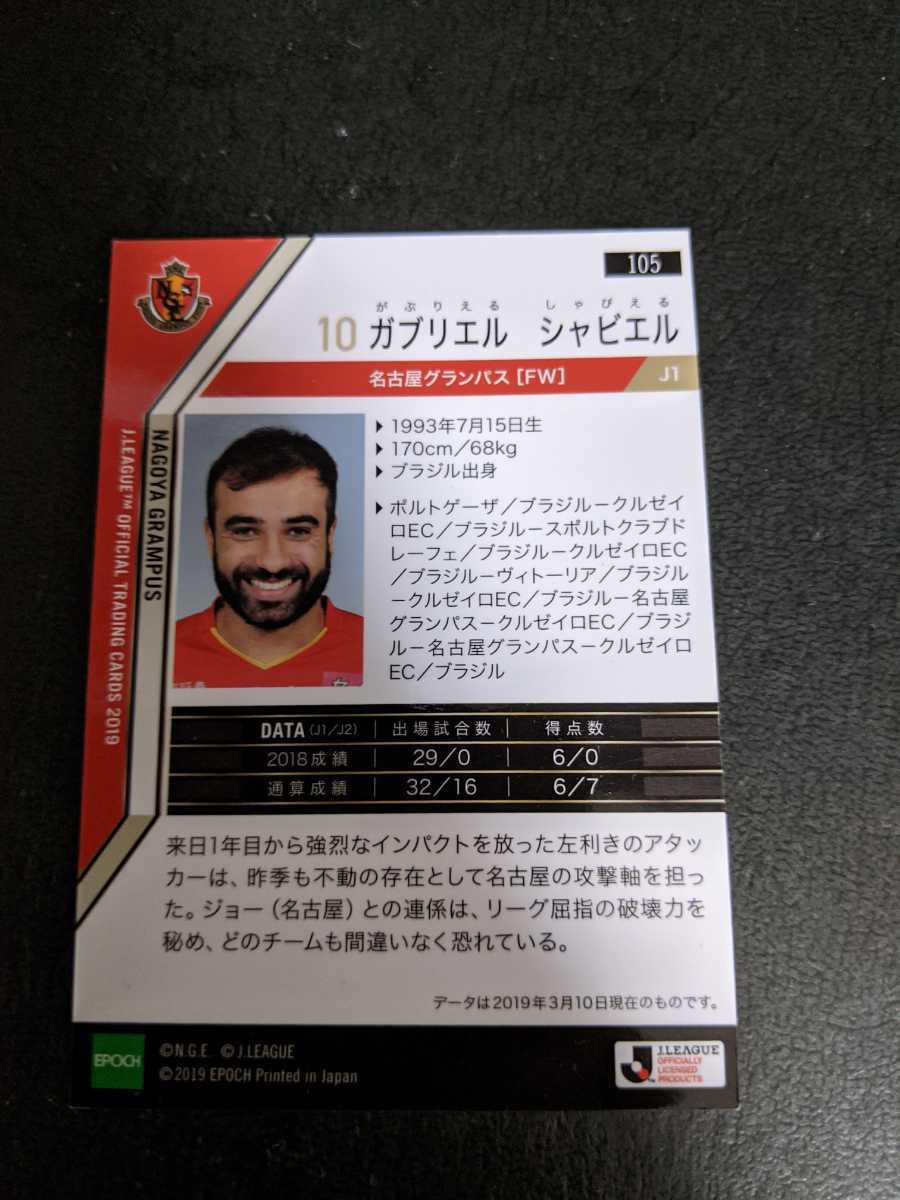 105
がぶりえる しゃびえる
10 ガブリエル シャビエル
名古屋グランパス [FW] J1
NAGOYA GRAMPUS
J.LEAGUE™ OFFICIAL TRADING CARDS 2019
1993年7月15日生
170cm/68kg
ブラジル出身
ポルトゲーザ/ブラジルークルゼイ
ロEC/ブラジルースポルトクラブド
レーフェ/ブラジルークルゼイロEC
/ブラジルーヴィトーリア/ブラジル
ークルゼイロEC/ブラジルー名古屋
グランパスークルゼイロEC/ブラジ
ルー名古屋グランパスークルゼイロ
EC/ブラジル
DATA (J1/J2) 出場試合数 得点数
2018成績 29/0 6/0
通算成績 32/16 6/7
来日1年目から強烈なインパクトを放った左利きのアタッ
カーは、昨季も不動の存在として名古屋の攻撃軸を担っ
た。ジョー（名古屋）との連係は、リーグ屈指の破壊力を
秘め、どのチームも間違いなく恐れている。
データは2019年3月10日現在のものです。
EPOCH
©N.G.E. © J.LEAGUE
©2019 EPOCH Printed in Japan
J.LEAGUE
OFFICIALLY
LICENSED
PRODUCTS